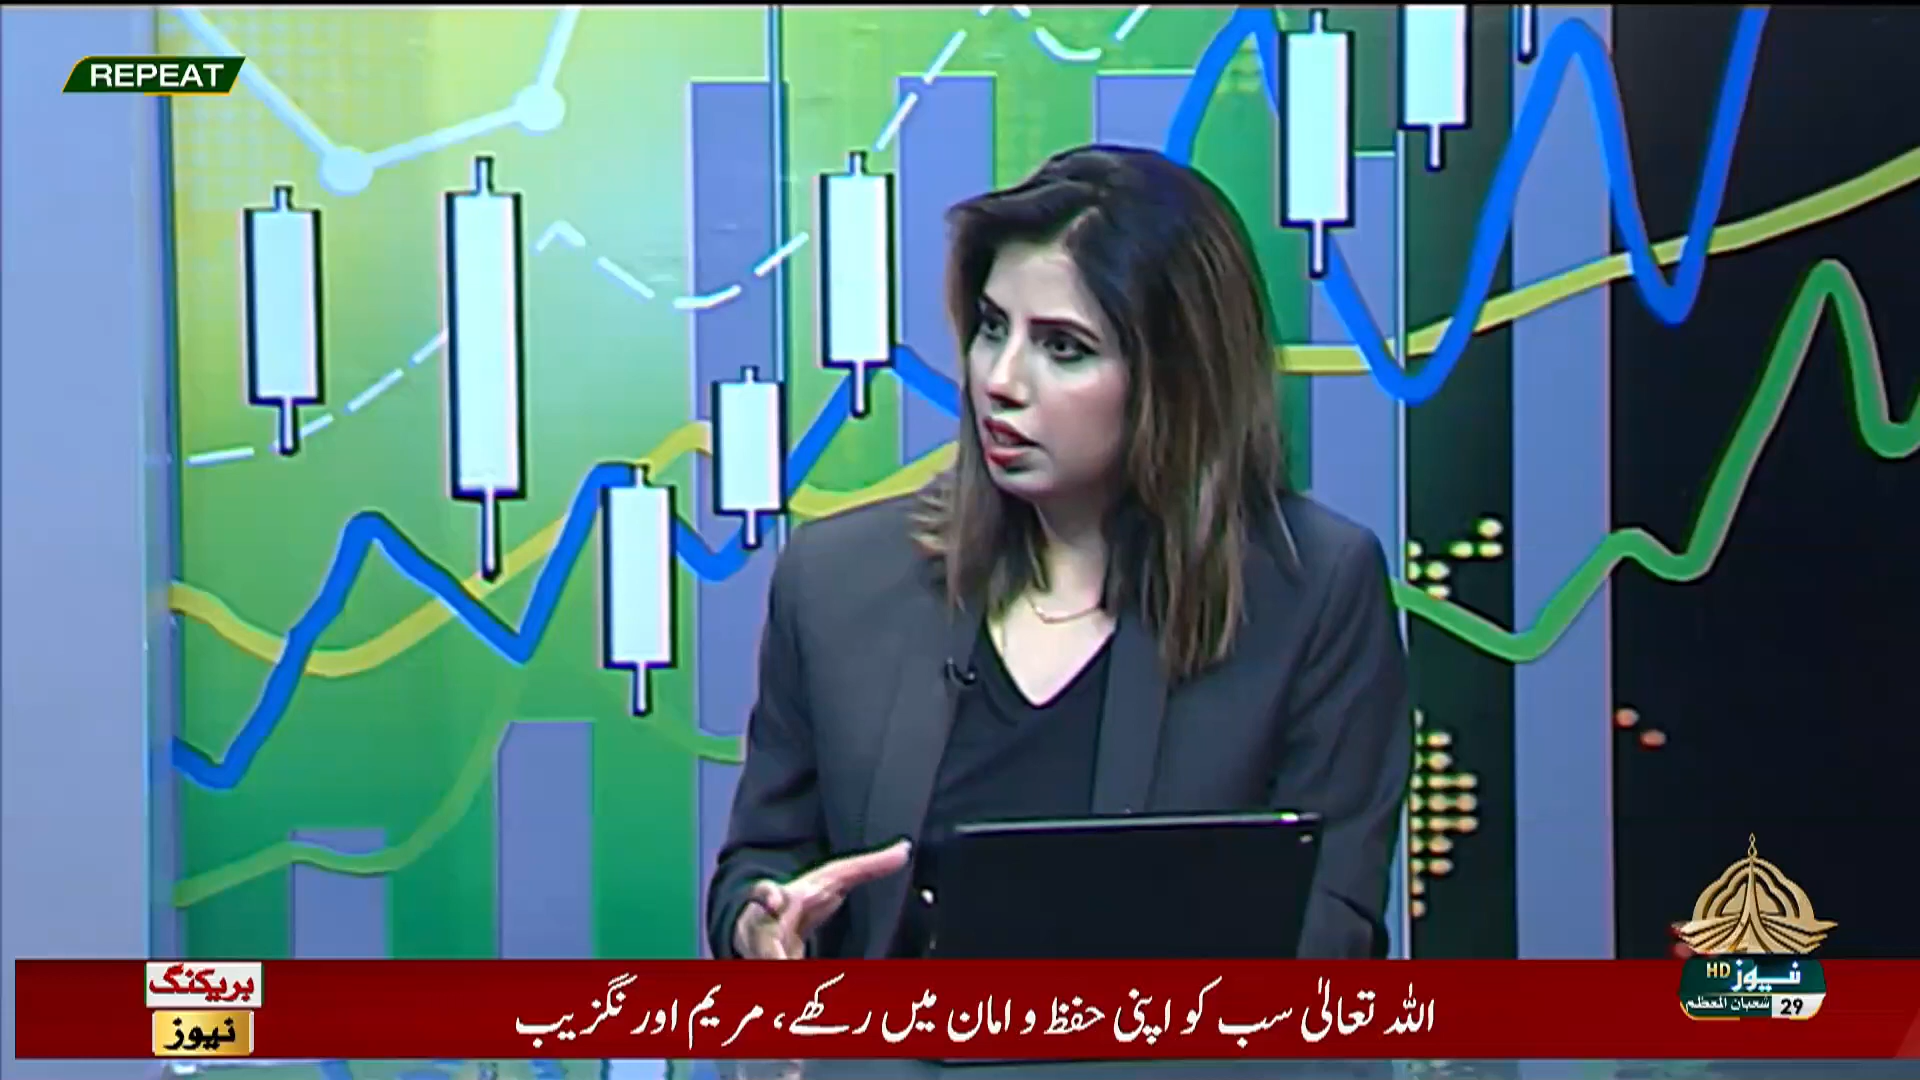 REPEAT
بریکنگ
نیوز
اللہ تعالیٰ سب کو اپنی حفظ و امان میں رکھے، مریم اورنگزیب
نیوز HD
29 شعبان المعظم